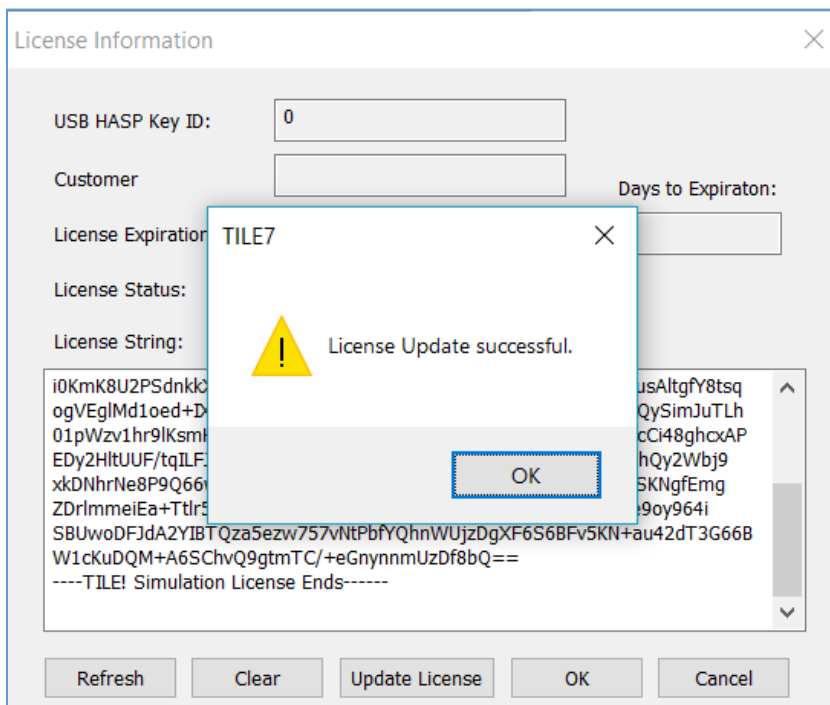 License Information
USB HASP Key ID:
0
Customer
Days to Expiraton:
License Expiration
TILE7
License Status:
License Update successful.
License String:
OK
i0KmK8U2PSdnkk usAltgfY8tsq
ogVEglMd1oed+ QySimJuTLh
01pWzv1hr9lKsm cCi48ghcxAP
EDy2HltUUF/tqILF hQy2Wbj9
xkDNhrNe8P9Q66 SKNgfEmg
ZDrlmmeiEa+Ttlr5 e9oy964i
SBUwoDFJdA2YIBTQza5ezw757vNtPbfYQhnWUjzDgXF6S6BFv5KN+au42dT3G66B
W1cKuDQM+A6SChvQ9gtmTC/+eGnynnmUzDf8bQ==
----TILE! Simulation License Ends------
Refresh Clear Update License OK Cancel